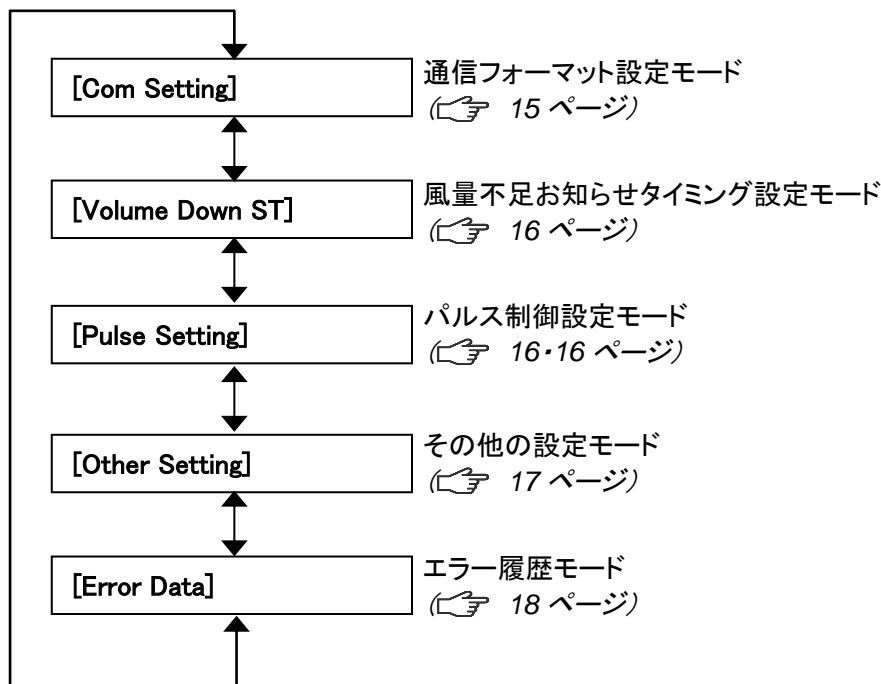 [Com Setting]
通信フォーマット設定モード
(☞ 15 ページ)
[Volume Down ST]
風量不足お知らせタイミング設定モード
(☞ 16 ページ)
[Pulse Setting]
パルス制御設定モード
(☞ 16・16 ページ)
[Other Setting]
その他の設定モード
(☞ 17 ページ)
[Error Data]
エラー履歴モード
(☞ 18 ページ)